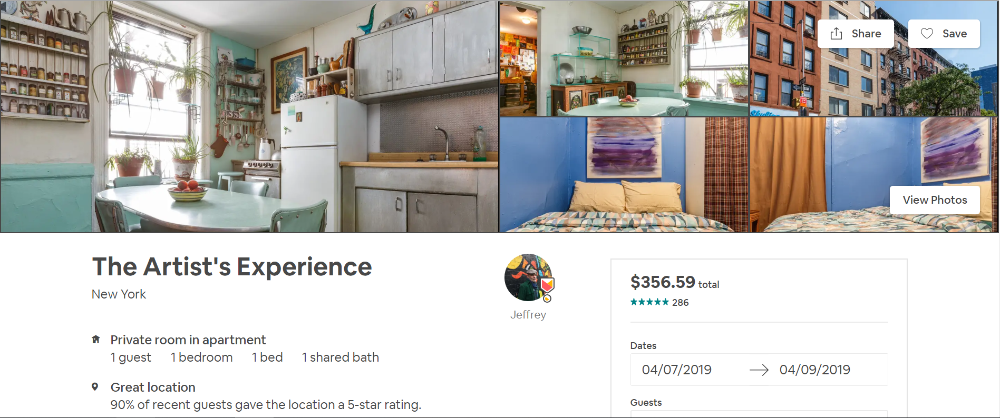 Share
Save
Skyline
View Photos
The Artist's Experience
New York
Jeffrey
Private room in apartment
1 guest 1 bedroom 1 bed 1 shared bath
Great location
90% of recent guests gave the location a 5-star rating.
$356.59 total
286
Dates
04/07/2019 04/09/2019
Guests